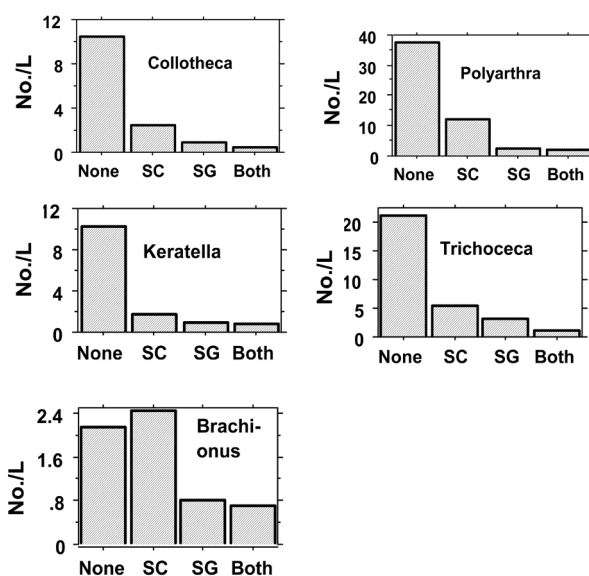 12
8
4
0
No./L
Collotheca
None SC SG Both
40
30
20
10
0
No./L
Polyarthra
None SC SG Both
12
8
4
0
No./L
Keratella
None SC SG Both
20
15
10
5
0
No./L
Trichoceca
None SC SG Both
2.4
1.6
.8
0
No./L
Brachi-
onus
None SC SG Both